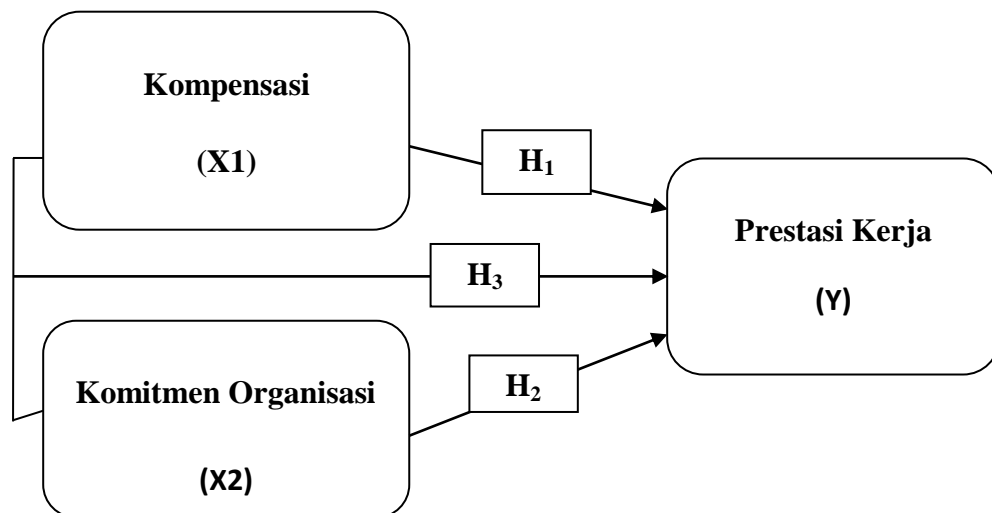 Kompensasi
(X1)
H₁
Prestasi Kerja
(Y)
H₃
Komitmen Organisasi
(X2)
H₂